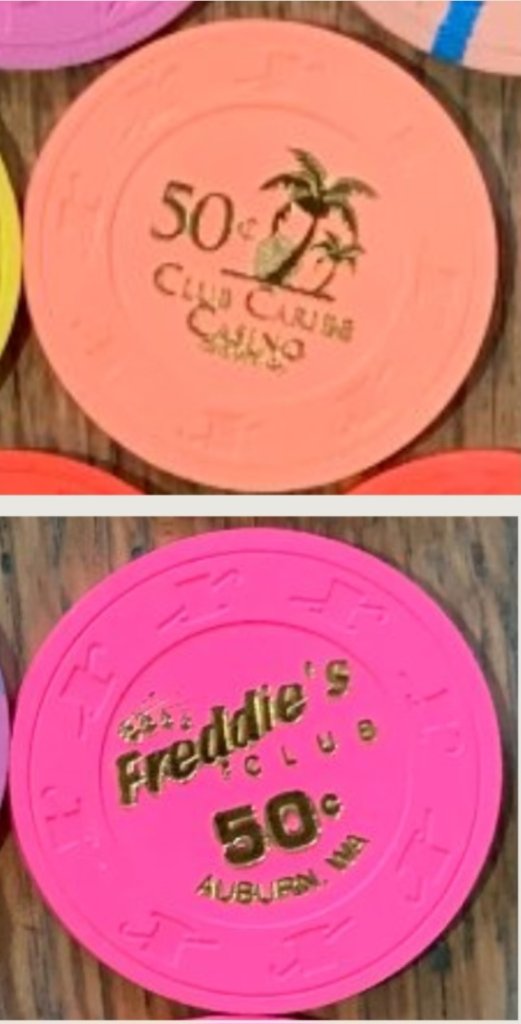 50¢
CLUB CARIBE
CASINO
Freddie's
CLUB
50¢
AUBURN, WA